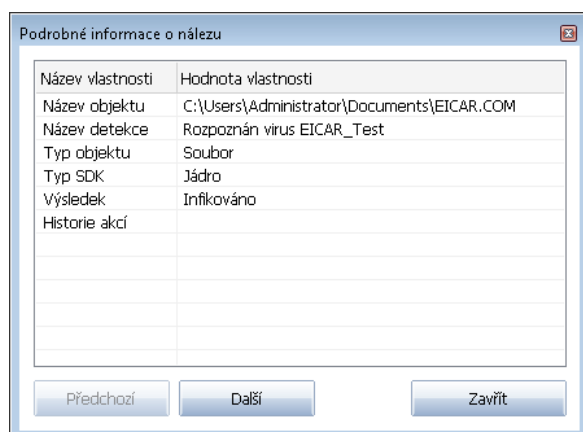 Podrobné informace o nálezu
Název vlastnosti Hodnota vlastnosti
Název objektu C:\Users\Administrator\Documents\EICAR.COM
Název detekce Rozpoznán virus EICAR_Test
Typ objektu Soubor
Typ SDK Jádro
Výsledek Infikováno
Historie akcí
Předchozí Další Zavřít